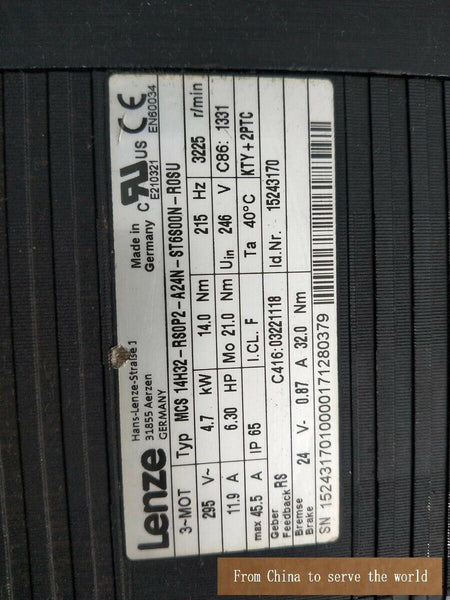 Lenze
Hans-Lenze-Straße 1
31855 Aerzen
GERMANY
Made in
Germany
C UR US
E210321
CE
EN60034
3~MOT Typ MCS 14H32-RS0P2-A24N-ST6S00N-R0SU
295 V~ 4.7 kW 14.0 Nm 215 Hz 3225 r/min
11.9 A 6.30 HP Mo 21.0 Nm Uin 246 V C86: 1331
max 45.5 A IP 65 I.CL. F Ta 40°C KTY+2PTC
Geber
Feedback RS C416:03221118 Id.Nr. 15243170
Bremse
Brake 24 V- 0.87 A 32.0 Nm
SN 15243170100000171280379
From China to serve the world